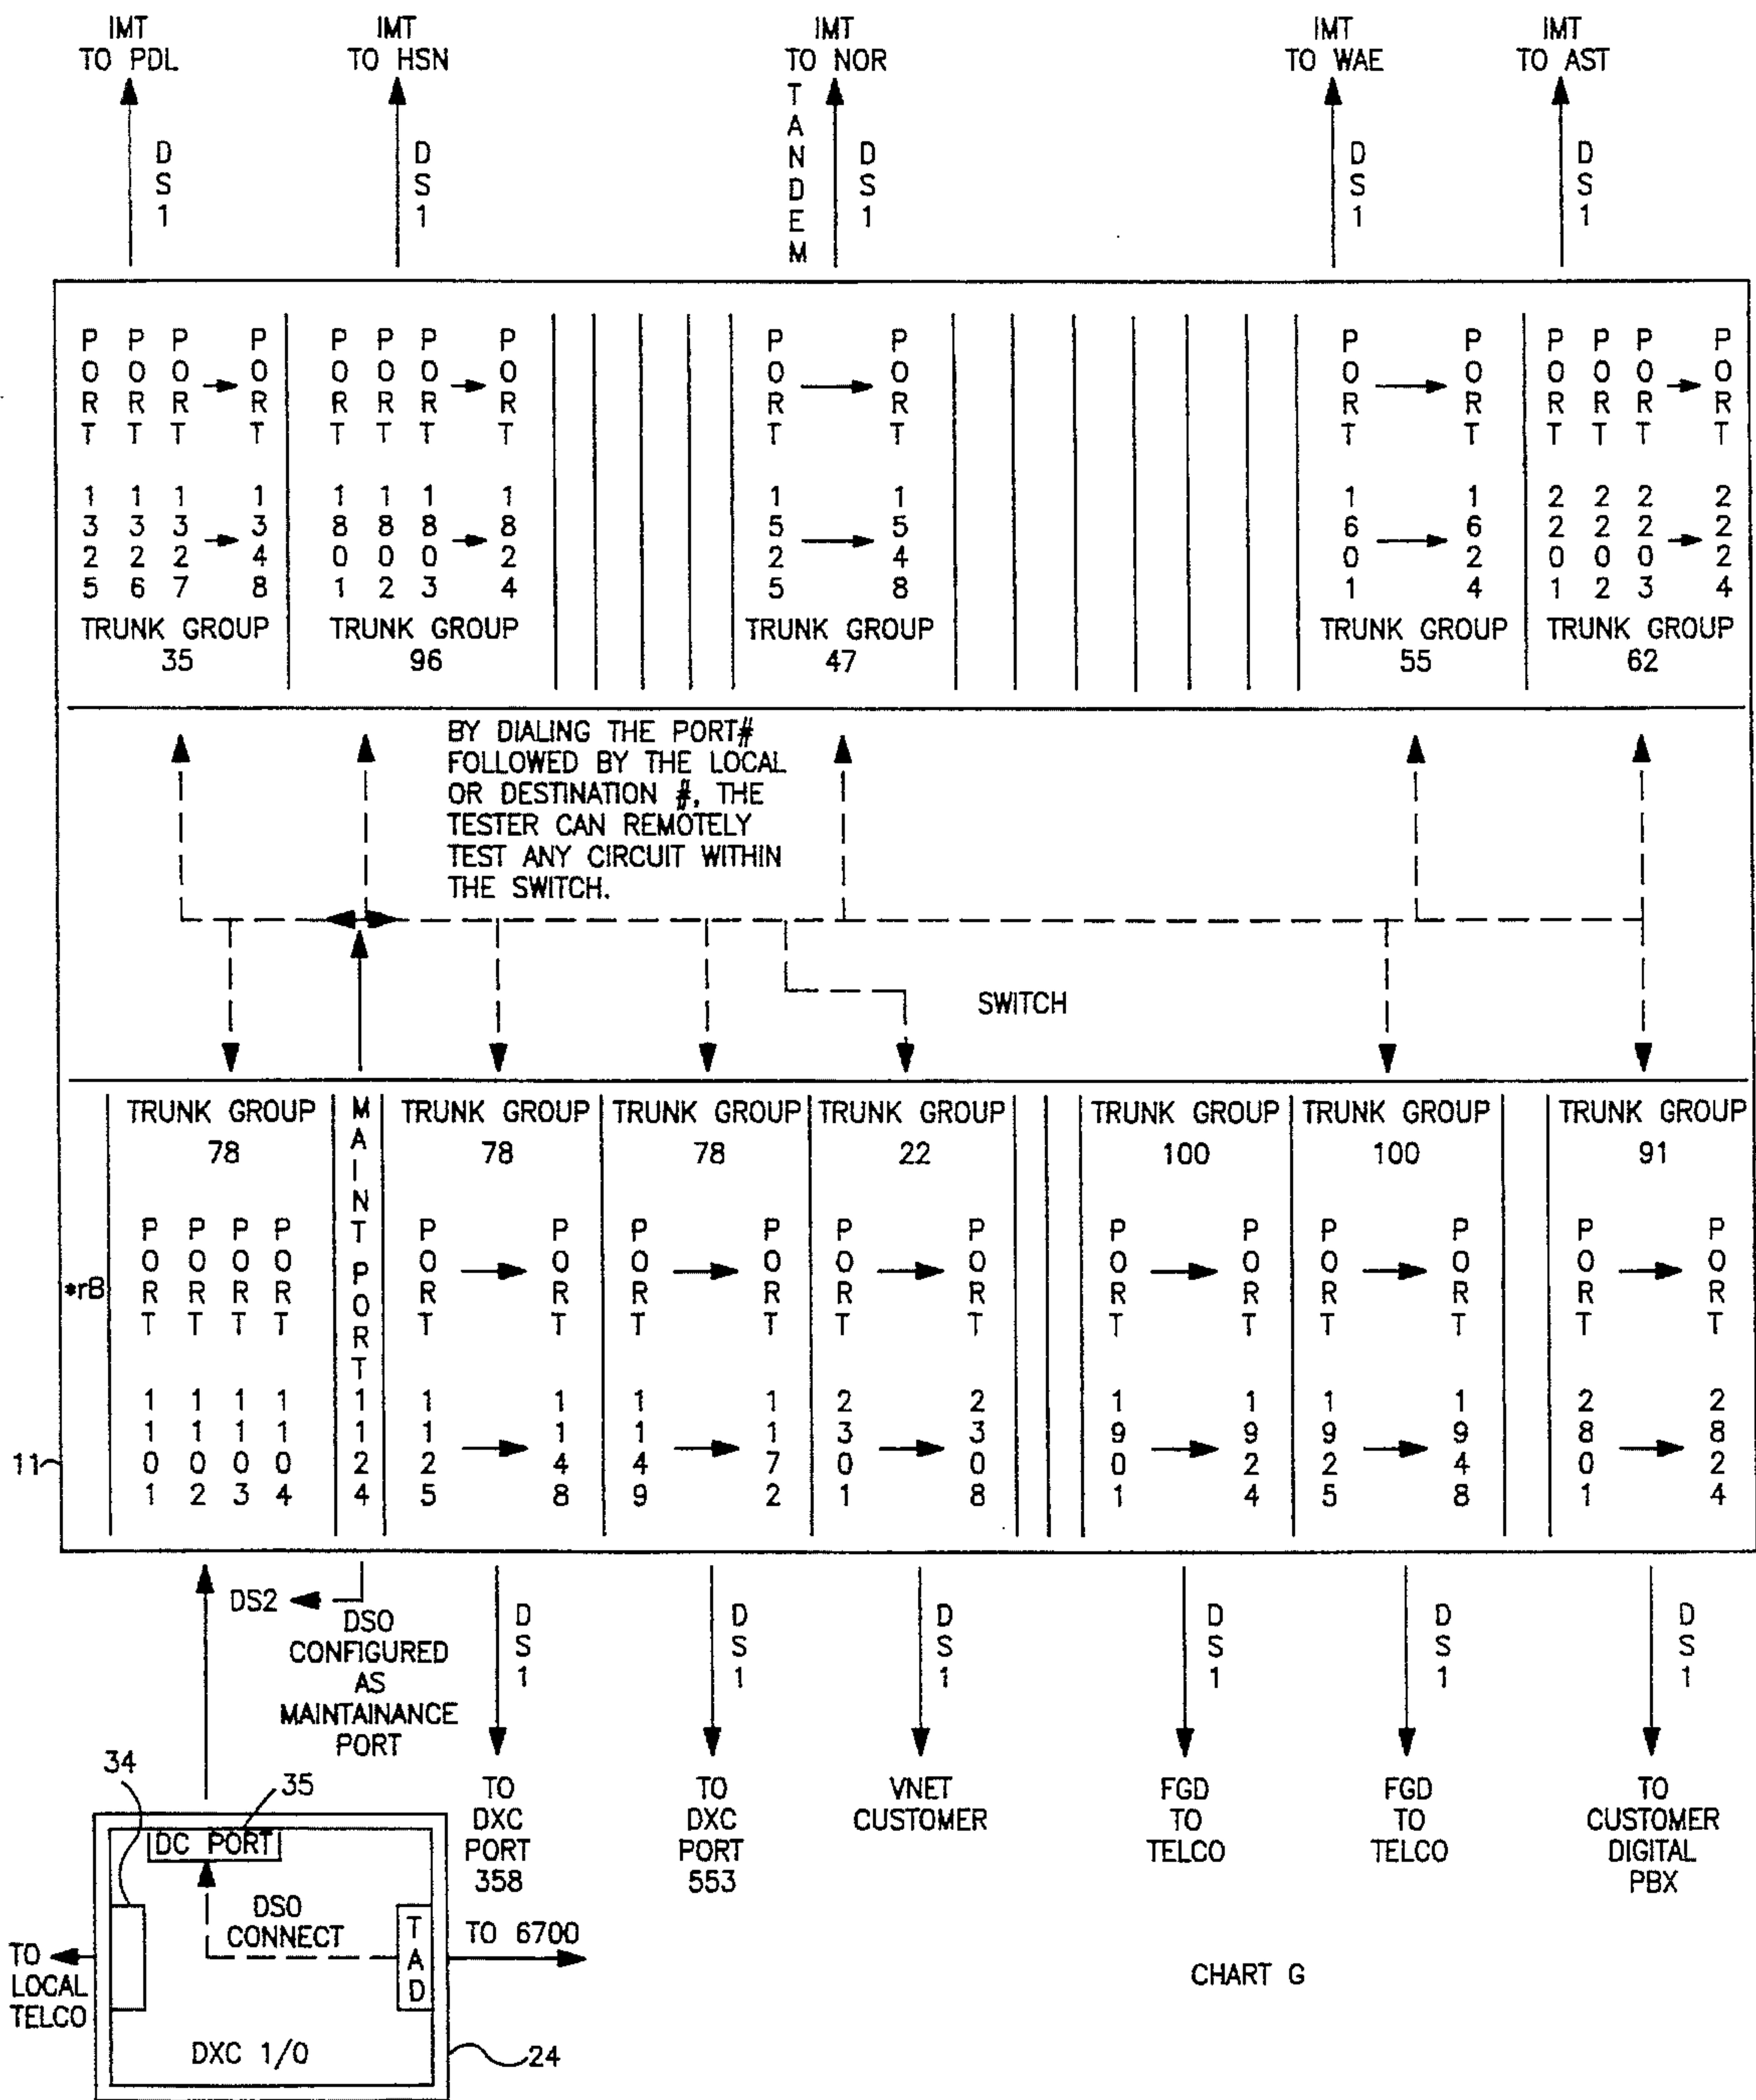 IMT
TO PDL
IMT
TO HSN
IMT
TO NOR
IMT
TO WAE
IMT
TO AST
DS1
DS1
TANDEM
DS1
DS1
DS1
PORT 1325
PORT 1326
PORT 1327
PORT 1348
TRUNK GROUP
35
PORT 1801
PORT 1802
PORT 1803
PORT 1824
TRUNK GROUP
96
PORT 1525
PORT 1548
TRUNK GROUP
47
PORT 1601
PORT 1624
TRUNK GROUP
55
PORT 2201
PORT 2202
PORT 2203
PORT 2224
TRUNK GROUP
62
BY DIALING THE PORT#
FOLLOWED BY THE LOCAL
OR DESTINATION #, THE
TESTER CAN REMOTELY
TEST ANY CIRCUIT WITHIN
THE SWITCH.
SWITCH
*rB
11
TRUNK GROUP
78
PORT 1101
PORT 1102
PORT 1103
PORT 1104
MAINT PORT 1124
TRUNK GROUP
78
PORT 1125
PORT 1148
TRUNK GROUP
78
PORT 1149
PORT 1172
TRUNK GROUP
22
PORT 2301
PORT 2308
TRUNK GROUP
100
PORT 1901
PORT 1924
TRUNK GROUP
100
PORT 1925
PORT 1948
TRUNK GROUP
91
PORT 2801
PORT 2824
DS2
DSO
CONFIGURED
AS
MAINTAINANCE
PORT
DS1
DS1
DS1
DS1
DS1
DS1
TO
DXC
PORT
358
TO
DXC
PORT
553
VNET
CUSTOMER
FGD
TO
TELCO
FGD
TO
TELCO
TO
CUSTOMER
DIGITAL
PBX
34
35
DC PORT
DSO
CONNECT
TAD
TO 6700
TO
LOCAL
TELCO
DXC 1/0
24
CHART G